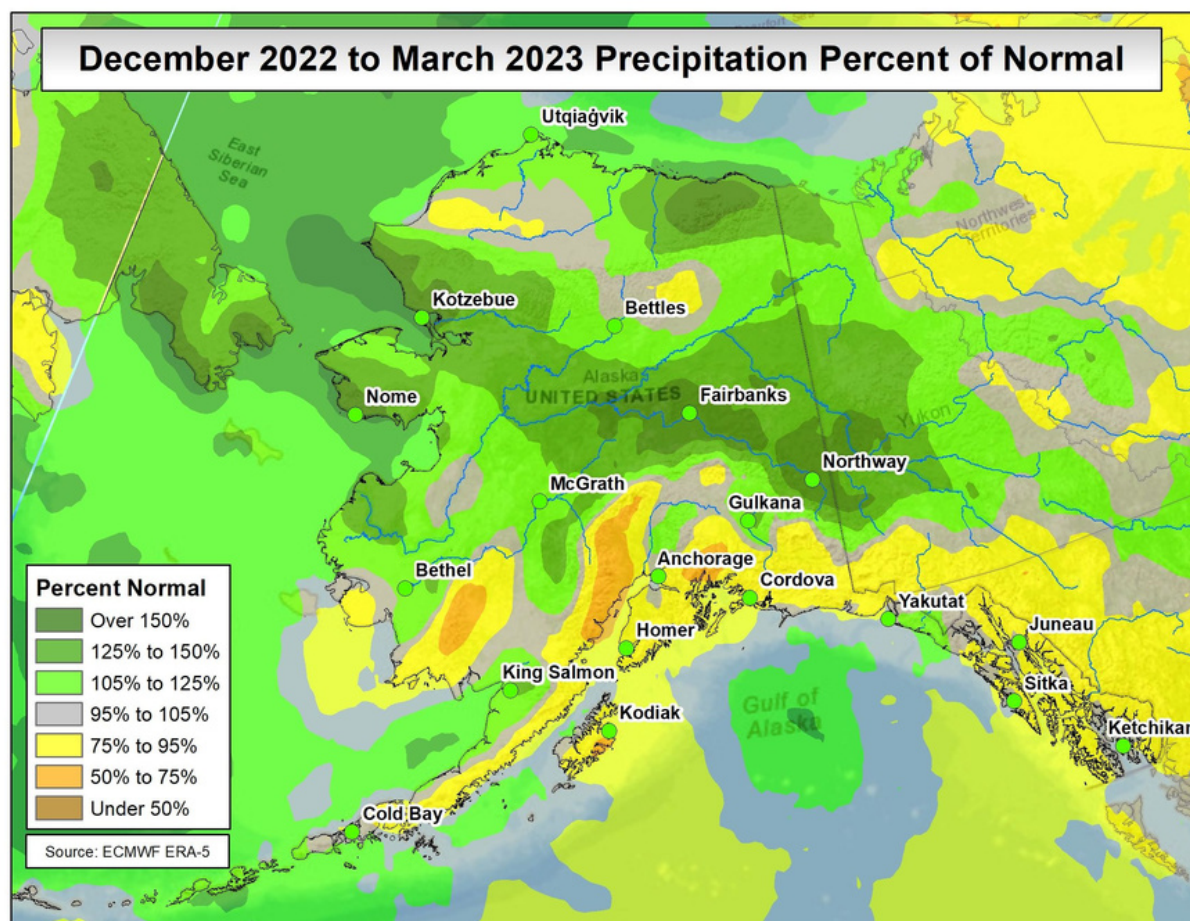 December 2022 to March 2023 Precipitation Percent of Normal
Utqiaġvik
East
Siberian
Sea
Northwest
Territories
Kotzebue
Bettles
Alaska
UNITED STATES
Nome
Fairbanks
Yukon
Northway
McGrath
Gulkana
Anchorage
Bethel
Cordova
Yakutat
Juneau
Homer
King Salmon
Sitka
Kodiak
Gulf of
Alaska
Ketchikan
Cold Bay
Percent Normal
Over 150%
125% to 150%
105% to 125%
95% to 105%
75% to 95%
50% to 75%
Under 50%
Source: ECMWF ERA-5